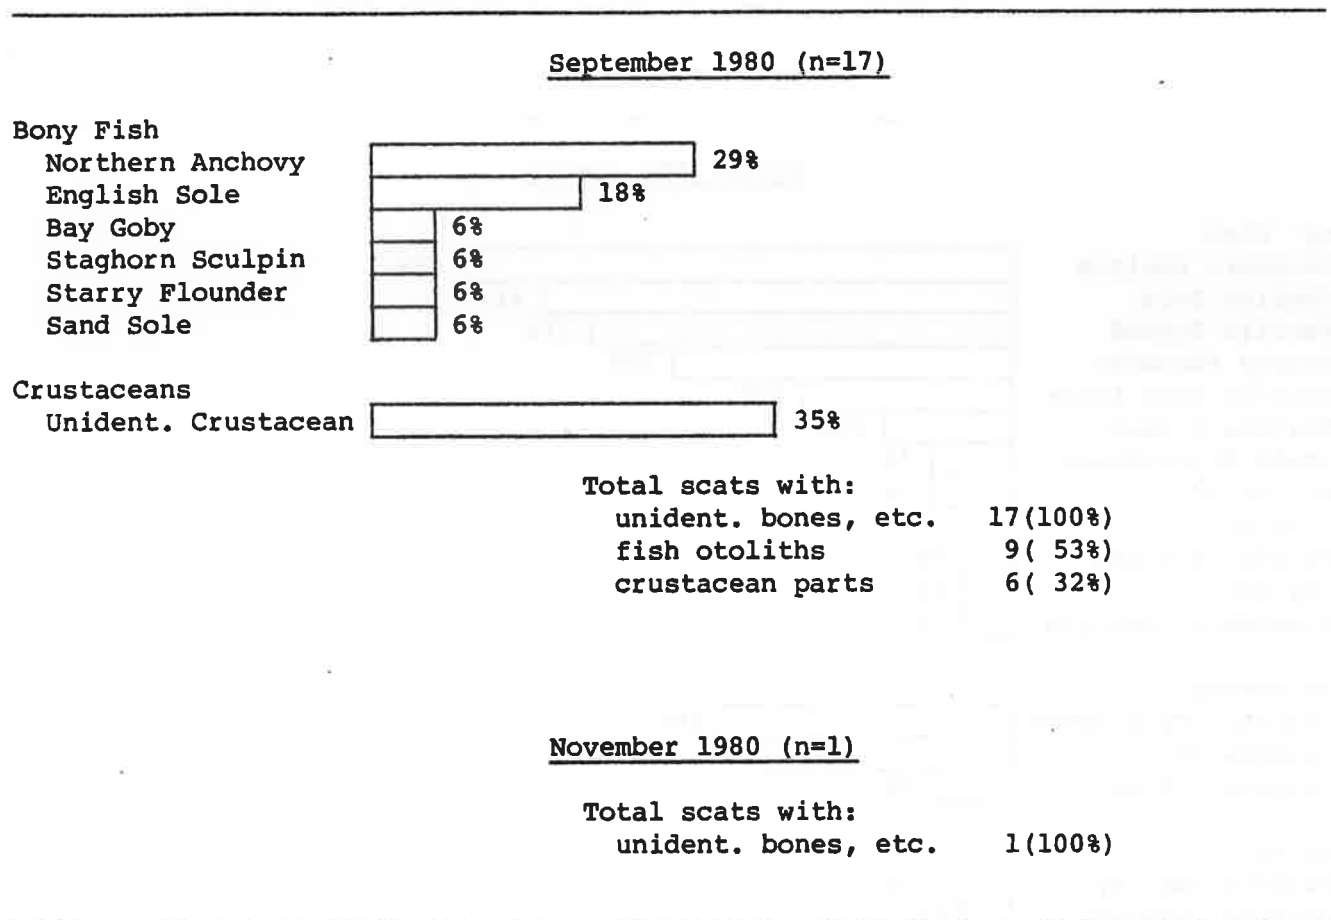 September 1980 (n=17)
Bony Fish
Northern Anchovy 29%
English Sole 18%
Bay Goby 6%
Staghorn Sculpin 6%
Starry Flounder 6%
Sand Sole 6%
Crustaceans
Unident. Crustacean 35%
Total scats with:
unident. bones, etc. 17(100%)
fish otoliths 9( 53%)
crustacean parts 6( 32%)
November 1980 (n=1)
Total scats with:
unident. bones, etc. 1(100%)